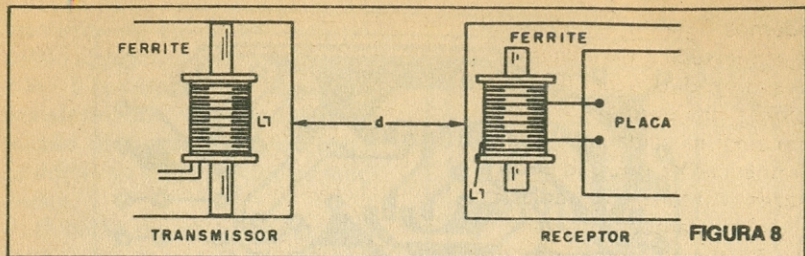 FERRITE
L1
TRANSMISSOR
d
FERRITE
L1
PLACA
RECEPTOR
FIGURA 8